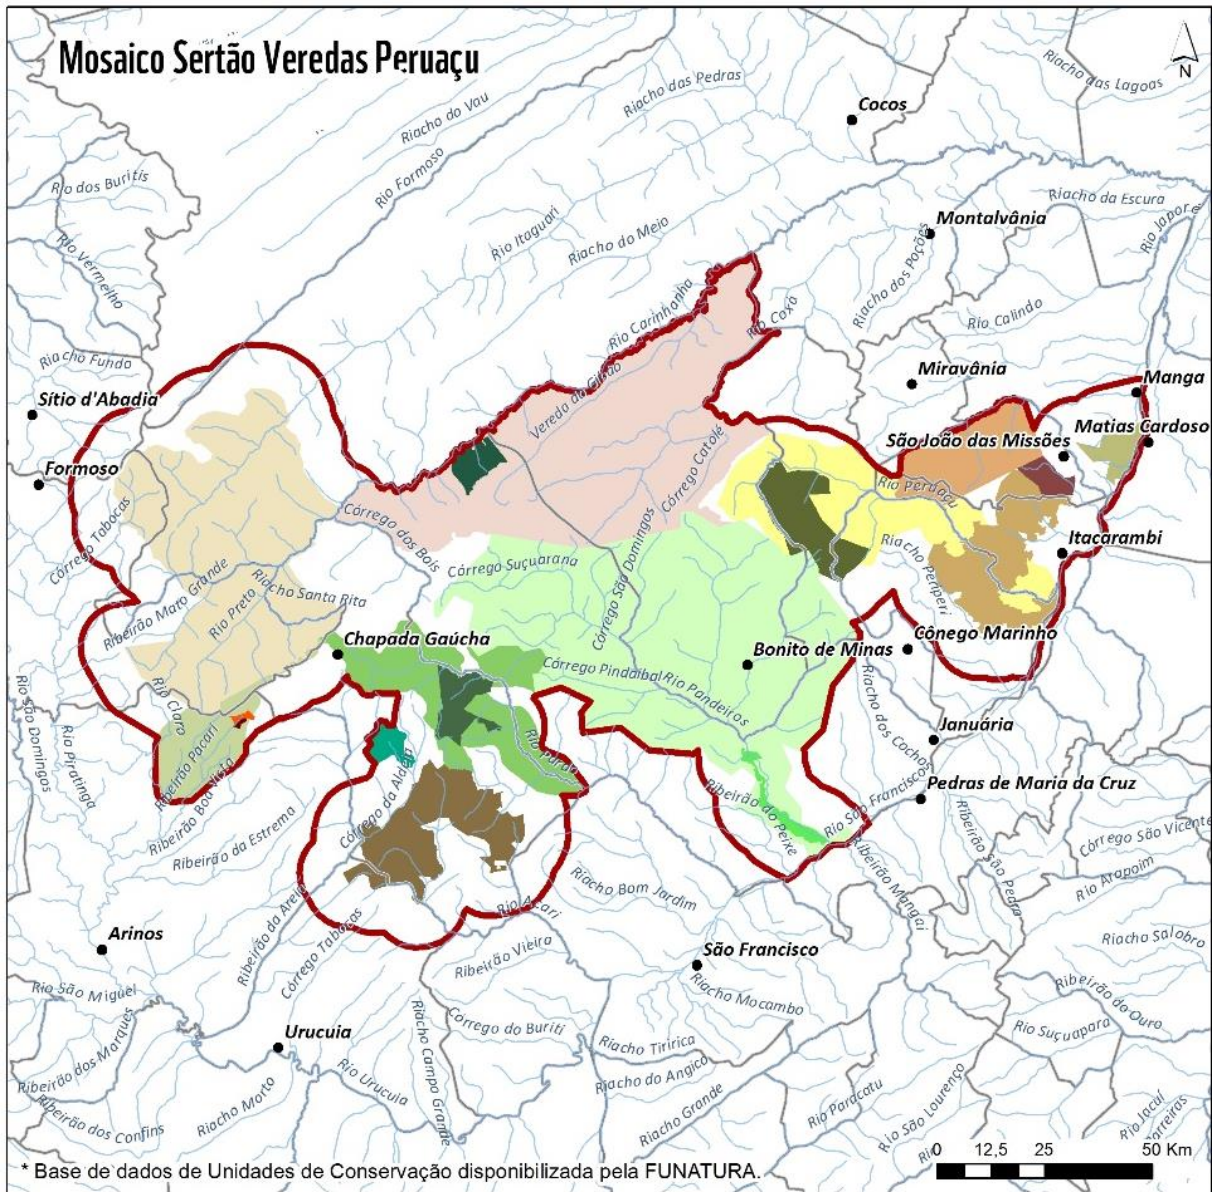 Mosaico Sertão Veredas Peruaçu
N
Riacho das Lagoas
Riacho das Pedras
Cocos
Riacho do Vau
Rio Formoso
Rio dos Buritis
Riacho da Escura
Rio Japoré
Montalvânia
Rio Itaguari
Riacho do Meio
Riacho dos Poções
Rio Vermelho
Rio Carinhanha
Rio Coxá
Rio Calindo
Riacho Fundo
Miravânia
Manga
Sítio d'Abadia
Veredo do Gibão
Córrego Catolé
Matias Cardoso
São João das Missões
Formoso
Rio Peruaçu
Córrego Tabocas
Córrego dos Bois
Córrego São Domingos
Itacarambi
Córrego Suçuarana
Riacho Periperi
Ribeirão Mato Grande
Rio Preto
Riacho Santa Rita
Chapada Gaúcha
Cônego Marinho
Bonito de Minas
Córrego Pindaibal
Rio Pandeiros
Riacho dos Cochos
Rio Claro
Rio São Domingos
Rio Piratinga
Ribeirão Pacari
Ribeirão Boa Vista
Rio Pardo
Januária
Córrego da Aldeia
Pedras de Maria da Cruz
Rio São Francisco
Ribeirão do Peixe
Ribeirão da Estrema
Ribeirão Mangai
Ribeirão São Pedra
Córrego São Vicente
Rio Arapoim
Riacho Bom Jardim
Rio Acari
Arinos
Ribeirão da Areia
Córrego Tabocas
Ribeirão Vieira
São Francisco
Riacho Mocambo
Riacho Salobro
Ribeirão do Ouro
Rio São Miguel
Ribeirão dos Marques
Urucuia
Riacho Campo Grande
Córrego do Buriti
Riacho Tiririca
Rio Suçuapara
Ribeirão dos Confins
Riacho Morto
Rio Urucuia
Riacho do Angico
Riacho Grande
Rio Paracatu
Rio São Lourenço
Rio Jacaí
0 12,5 25 50 Km
* Base de dados de Unidades de Conservação disponibilizada pela FUNATURA.